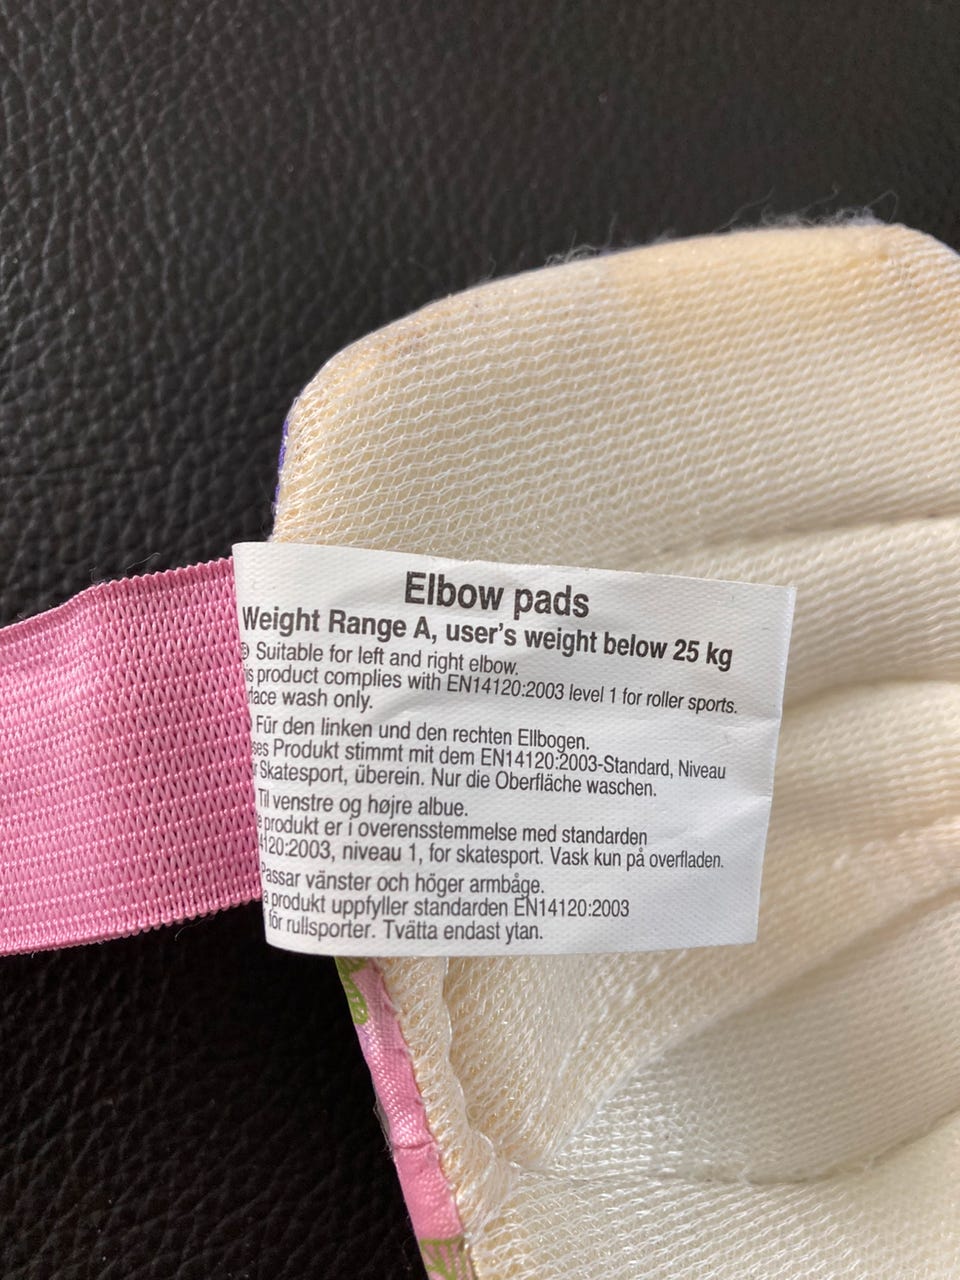 Elbow pads
Weight Range A, user's weight below 25 kg
Suitable for left and right elbow.
product complies with EN14120:2003 level 1 for roller sports.
wash only.
Für den linken und den rechten Ellbogen.
Produkt stimmt mit dem EN14120:2003-Standard, Niveau
Skatesport, überein. Nur die Oberfläche waschen.
Til venstre og højre albue.
produkt er i overensstemmelse med standarden
4120:2003, niveau 1, for skatesport. Vask kun på overfladen.
Passar vänster och höger armbåge.
produkt uppfyller standarden EN14120:2003
för rullsporter. Tvätta endast ytan.